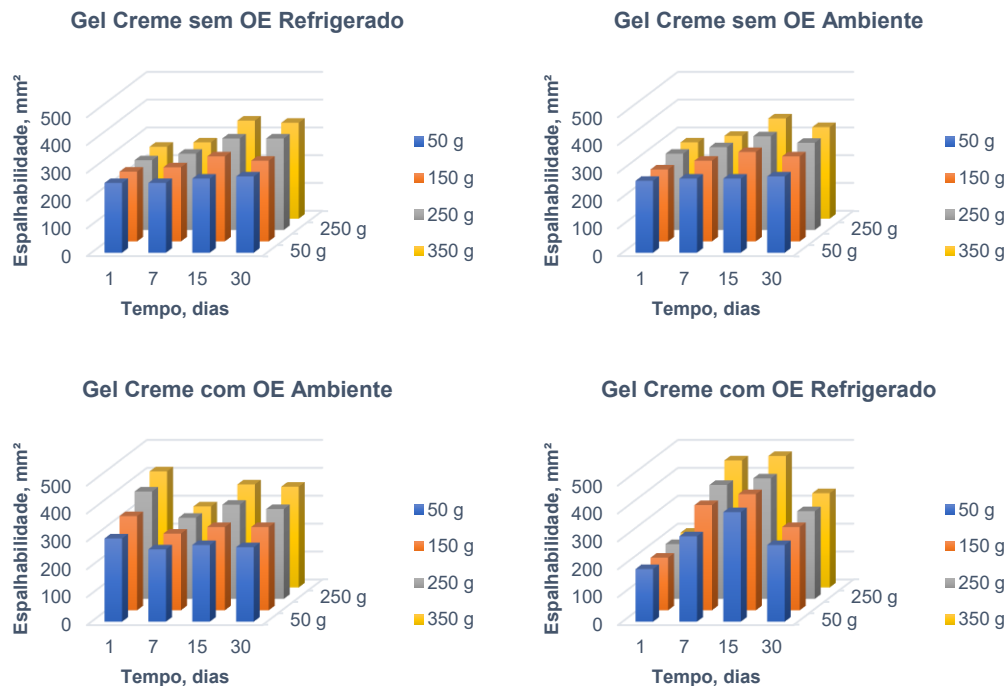 Gel Creme sem OE Refrigerado
Espalhabilidade, mm²
500
400
300
200
100
0
1 7 15 30
50 g
250 g
Tempo, dias
50 g
150 g
250 g
350 g
Gel Creme sem OE Ambiente
Espalhabilidade, mm²
500
400
300
200
100
0
1 7 15 30
50 g
250 g
Tempo, dias
50 g
150 g
250 g
350 g
Gel Creme com OE Ambiente
Espalhabilidade, mm²
500
400
300
200
100
0
1 7 15 30
50 g
250 g
Tempo, dias
50 g
150 g
250 g
350 g
Gel Creme com OE Refrigerado
Espalhabilidade, mm²
500
400
300
200
100
0
1 7 15 30
50 g
250 g
Tempo, dias
50 g
150 g
250 g
350 g